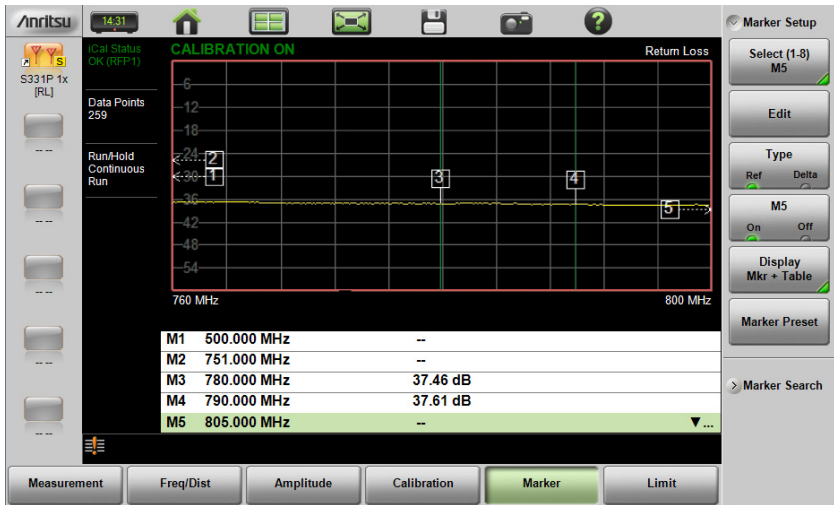 Anritsu
14:31
Marker Setup
S331P 1x
[RL]
-- --
-- --
-- --
-- --
-- --
iCal Status
OK (RFP1)
Data Points
259
Run/Hold
Continuous
Run
CALIBRATION ON
Return Loss
-6
-12
-18
-24
-30
-36
-42
-48
-54
2
1
3
4
5
760 MHz
800 MHz
M1 500.000 MHz --
M2 751.000 MHz --
M3 780.000 MHz 37.46 dB
M4 790.000 MHz 37.61 dB
M5 805.000 MHz -- ▼...
Select (1-8)
M5
Edit
Type
Ref Delta
M5
On Off
Display
Mkr + Table
Marker Preset
> Marker Search
Measurement
Freq/Dist
Amplitude
Calibration
Marker
Limit